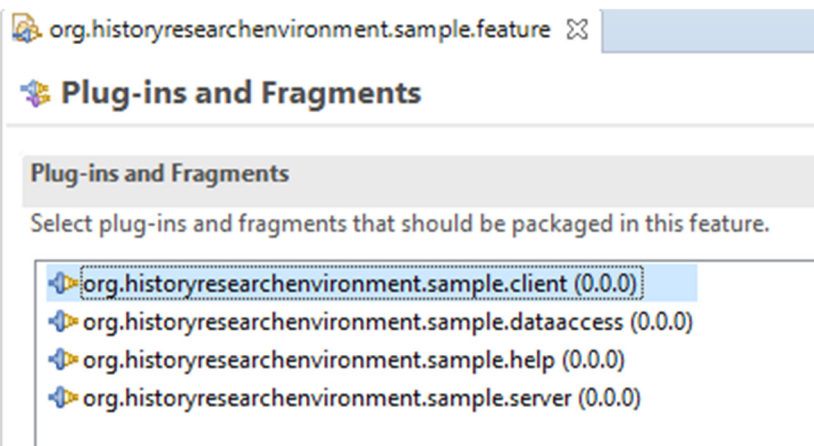 org.historyresearchenvironment.sample.feature
Plug-ins and Fragments
Plug-ins and Fragments
Select plug-ins and fragments that should be packaged in this feature.
org.historyresearchenvironment.sample.client (0.0.0)
org.historyresearchenvironment.sample.dataaccess (0.0.0)
org.historyresearchenvironment.sample.help (0.0.0)
org.historyresearchenvironment.sample.server (0.0.0)